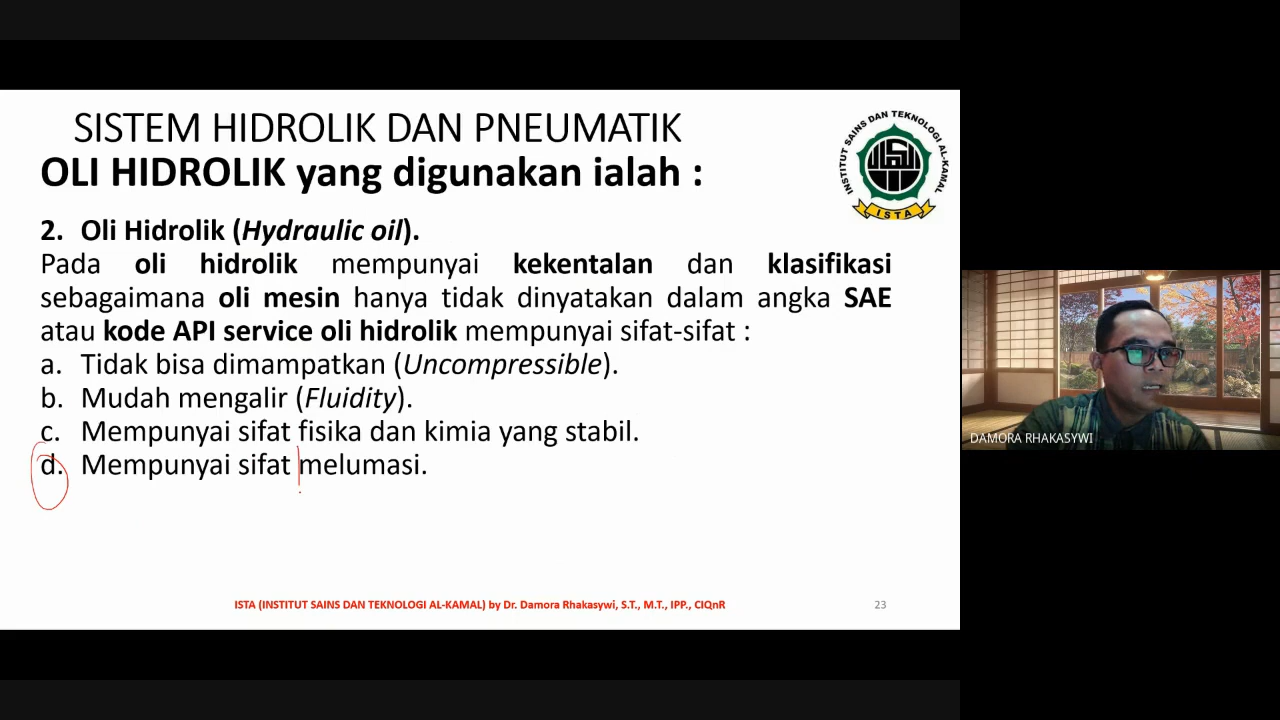 SISTEM HIDROLIK DAN PNEUMATIK
OLI HIDROLIK yang digunakan ialah :
INSTITUT SAINS DAN TEKNOLOGI AL-KAMAL
ISTA
2. Oli Hidrolik (Hydraulic oil).
Pada oli hidrolik mempunyai kekentalan dan klasifikasi
sebagaimana oli mesin hanya tidak dinyatakan dalam angka SAE
atau kode API service oli hidrolik mempunyai sifat-sifat :
a. Tidak bisa dimampatkan (Uncompressible).
b. Mudah mengalir (Fluidity).
c. Mempunyai sifat fisika dan kimia yang stabil.
d. Mempunyai sifat melumasi.
ISTA (INSTITUT SAINS DAN TEKNOLOGI AL-KAMAL) by Dr. Damora Rhakasywi, S.T., M.T., IPP., CIQnR
23
DAMORA RHAKASYWI